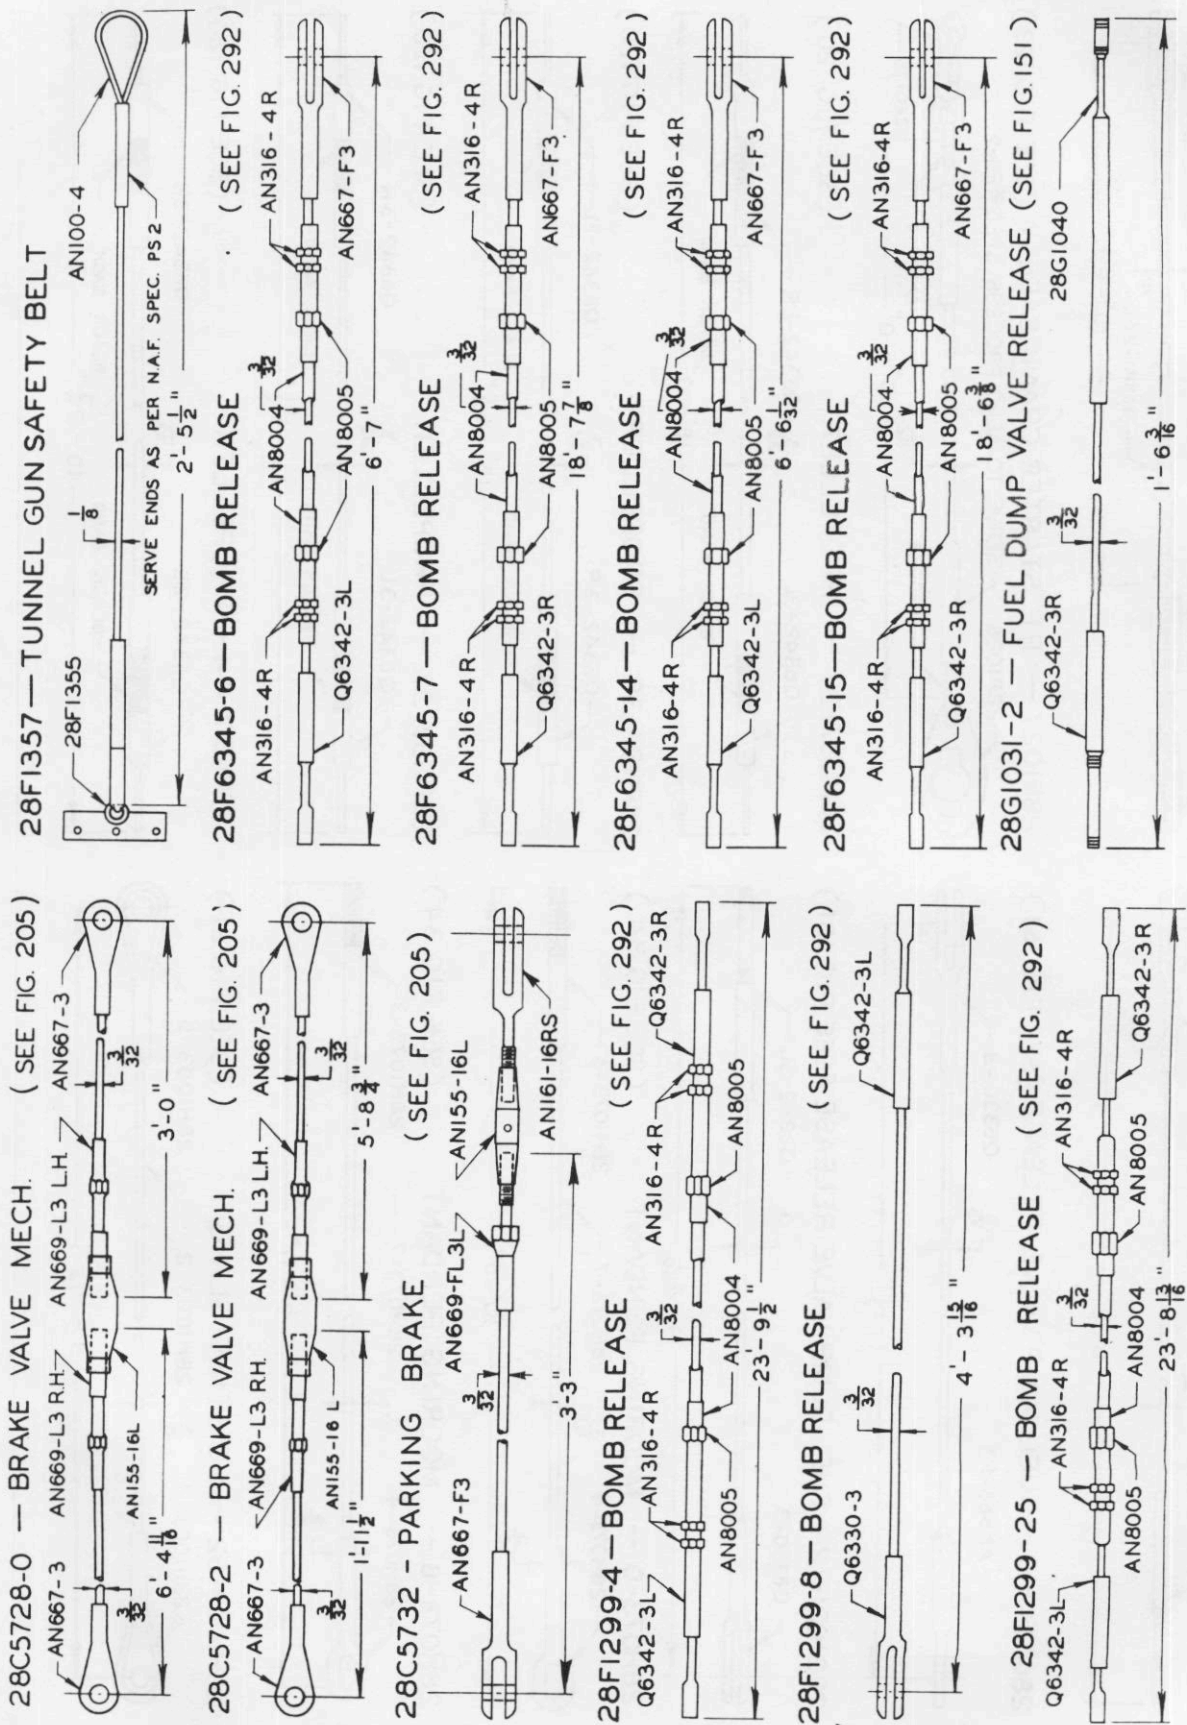 28C5728-0 — BRAKE VALVE MECH. (SEE FIG. 205)
AN667-3 AN669-L3 R.H. AN669-L3 L.H. AN667-3
3/32 AN155-16L 3/32
6'-4 11/16" 3'-0"
28C5728-2 — BRAKE VALVE MECH. (SEE FIG. 205)
AN667-3 AN669-L3 R.H. AN669-L3 L.H. AN667-3
3/32 AN155-16 L 3/32
1'-11 1/2" 5'-8 3/4"
28C5732 - PARKING BRAKE (SEE FIG. 205)
AN667-F3 AN669-FL3L AN155-16L
3/32 AN161-16RS
3'-3"
28F1299-4 — BOMB RELEASE (SEE FIG. 292)
Q6342-3L AN316-4R 3/32 AN316-4R Q6342-3R
AN8005 AN8004 AN8005
23'-9 1/2"
28F1299-8 — BOMB RELEASE (SEE FIG. 292)
Q6330-3 3/32 Q6342-3L
4'-3 15/16"
28F1299-25 — BOMB RELEASE (SEE FIG. 292)
Q6342-3L AN316-4R 3/32 AN316-4R
AN8005 AN8004 AN8005 Q6342-3R
23'-8 13/16"
28F1357 — TUNNEL GUN SAFETY BELT
28F1355 1/8 AN100-4
SERVE ENDS AS PER N.A.F. SPEC. PS2
2'-5 1/2"
28F6345-6 — BOMB RELEASE (SEE FIG. 292)
AN316-4R AN8004 3/32 AN316-4R
Q6342-3L AN8005 AN667-F3
6'-7"
28F6345-7 — BOMB RELEASE (SEE FIG. 292)
AN316-4R AN8004 3/32 AN316-4R
Q6342-3R AN8005 AN667-F3
18'-7 7/8"
28F6345-14 — BOMB RELEASE (SEE FIG. 292)
AN316-4R AN8004 3/32 AN316-4R
Q6342-3L AN8005 AN667-F3
28F6345-15 — BOMB RELEASE (SEE FIG. 292)
AN316-4R AN8004 3/32 AN316-4R
Q6342-3R AN8005 AN667-F3
18'-6 3/8"
28G1031-2 — FUEL DUMP VALVE RELEASE (SEE FIG. 151)
Q6342-3R 3/32 28G1040
1'-6 3/16"